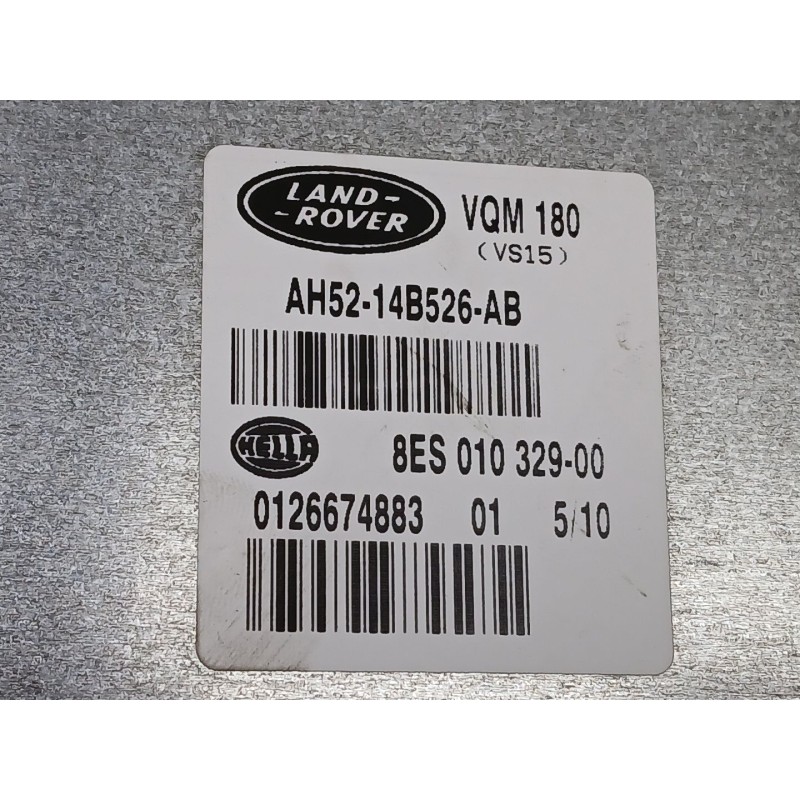 LAND-
-ROVER
VQM 180
(VS15)
AH52-14B526-AB
HELLA
8ES 010 329-00
0126674883 01 5/10